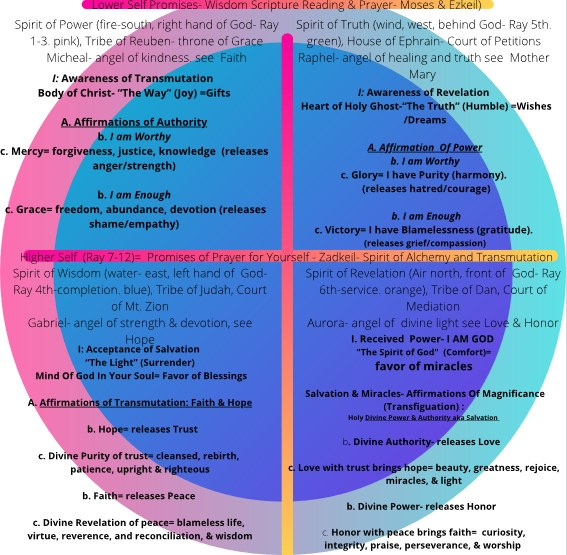 Lower Self Promises- Wisdom Scripture Reading & Prayer- Moses & Ezkeil)
Spirit of Power (fire-south, right hand of God- Ray
1-3. pink), Tribe of Reuben- throne of Grace
Micheal- angel of kindness. see Faith
I: Awareness of Transmutation
Body of Christ- “The Way” (Joy) =Gifts
A. Affirmations of Authority
b. I am Worthy
c. Mercy= forgiveness, justice, knowledge (releases
anger/strength)
b. I am Enough
c. Grace= freedom, abundance, devotion (releases
shame/empathy)
Spirit of Truth (wind, west, behind God- Ray 5th.
green), House of Ephrain- Court of Petitions
Raphel- angel of healing and truth see Mother
Mary
I: Awareness of Revelation
Heart of Holy Ghost-“The Truth” (Humble) =Wishes
/Dreams
A. Affirmation Of Power
b. I am Worthy
c. Glory= I have Purity (harmony).
(releases hatred/courage)
b. I am Enough
c. Victory= I have Blamelessness (gratitude).
(releases grief/compassion)
Higher Self (Ray 7-12)= Promises of Prayer for Yourself - Zadkeil- Spirit of Alchemy and Transmutation
Spirit of Wisdom (water- east, left hand of God-
Ray 4th-completion. blue), Tribe of Judah, Court
of Mt. Zion
Gabriel- angel of strength & devotion, see
Hope
I: Acceptance of Salvation
“The Light” (Surrender)
Mind Of God In Your Soul= Favor of Blessings
A. Affirmations of Transmutation: Faith & Hope
b. Hope= releases Trust
c. Divine Purity of trust= cleansed, rebirth,
patience, upright & righteous
b. Faith= releases Peace
c. Divine Revelation of peace= blameless life,
virtue, reverence, and reconciliation, & wisdom
Spirit of Revelation (Air north, front of God- Ray
6th-service. orange), Tribe of Dan, Court of
Mediation
Aurora- angel of divine light see Love & Honor
I. Received Power- I AM GOD
"The Spirit of God" (Comfort)=
favor of miracles
Salvation & Miracles- Affirmations Of Magnificance
(Transfiguation) :
Holy Divine Power & Authority aka Salvation
b. Divine Authority- releases Love
c. Love with trust brings hope= beauty, greatness, rejoice,
miracles, & light
b. Divine Power- releases Honor
c. Honor with peace brings faith= curiosity,
integrity, praise, perseverance, & worship